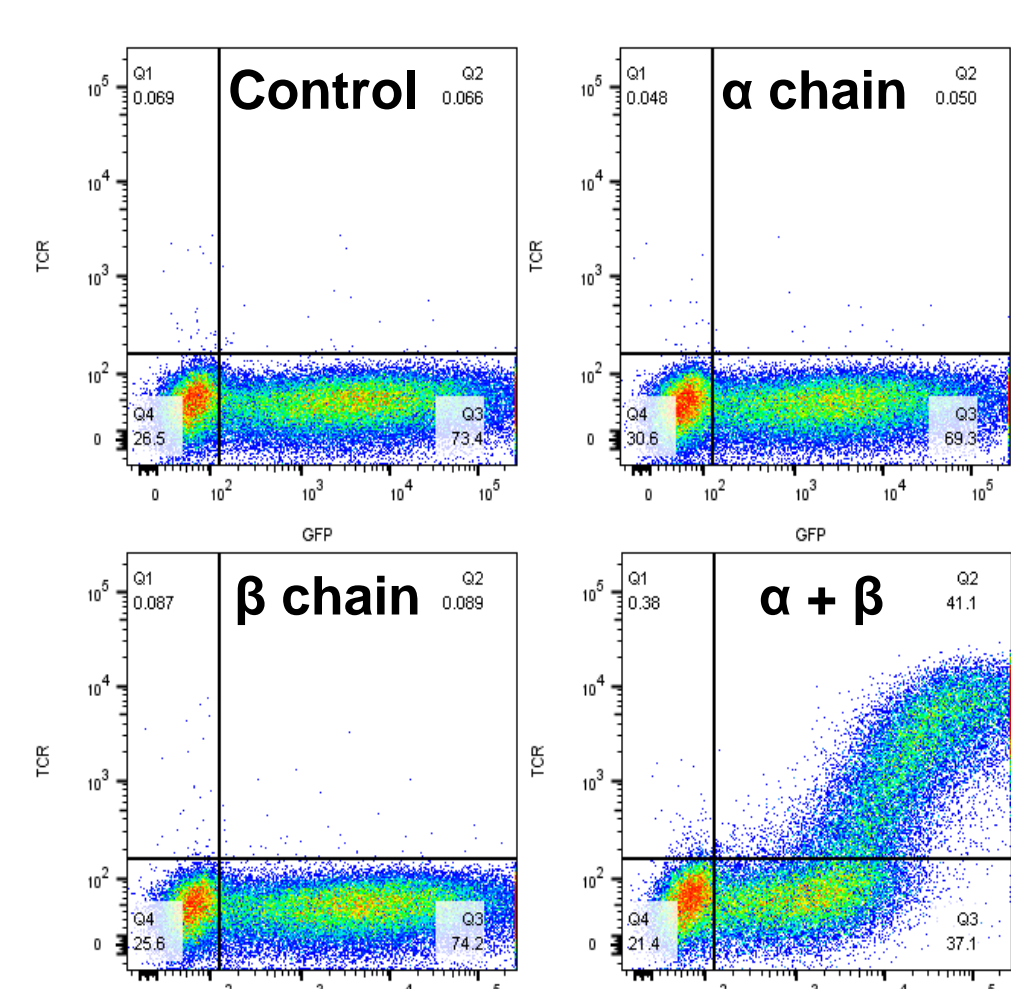 Control
Q1
0.069
Q2
0.066
10^5
10^4
10^3
10^2
0
TCR
Q4
26.5
Q3
73.4
0
10^2
10^3
10^4
10^5
GFP
α chain
Q1
0.048
Q2
0.050
10^5
10^4
10^3
10^2
0
TCR
Q4
30.6
Q3
69.3
0
10^2
10^3
10^4
10^5
GFP
β chain
Q1
0.087
Q2
0.089
10^5
10^4
10^3
10^2
0
TCR
Q4
25.6
Q3
74.2
α + β
Q1
0.38
Q2
41.1
10^5
10^4
10^3
10^2
0
TCR
Q4
21.4
Q3
37.1